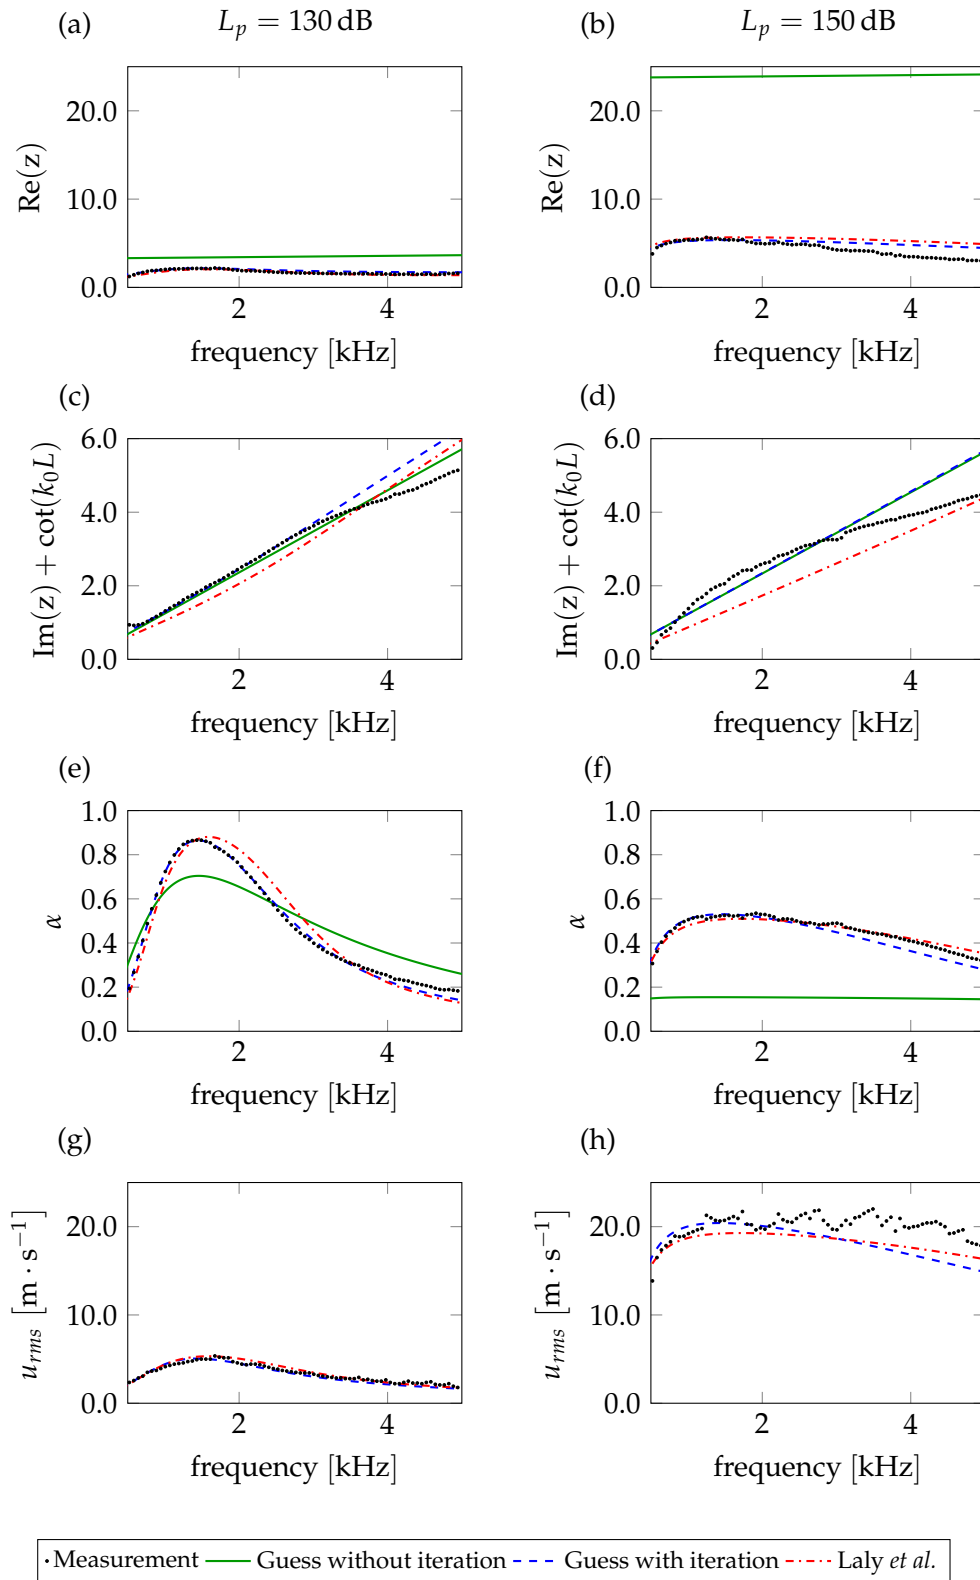 (a) L_p = 130 dB
(b) L_p = 150 dB
Re(z)
20.0
10.0
0.0
2 4
frequency [kHz]
Re(z)
20.0
10.0
0.0
2 4
frequency [kHz]
(c)
Im(z) + cot(k_0L)
6.0
4.0
2.0
0.0
2 4
frequency [kHz]
(d)
Im(z) + cot(k_0L)
6.0
4.0
2.0
0.0
2 4
frequency [kHz]
(e)
α
1.0
0.8
0.6
0.4
0.2
0.0
2 4
frequency [kHz]
(f)
α
1.0
0.8
0.6
0.4
0.2
0.0
2 4
frequency [kHz]
(g)
u_{rms} [m · s^{−1}]
20.0
10.0
0.0
2 4
frequency [kHz]
(h)
u_{rms} [m · s^{−1}]
20.0
10.0
0.0
2 4
frequency [kHz]
Measurement Guess without iteration Guess with iteration Laly et al.